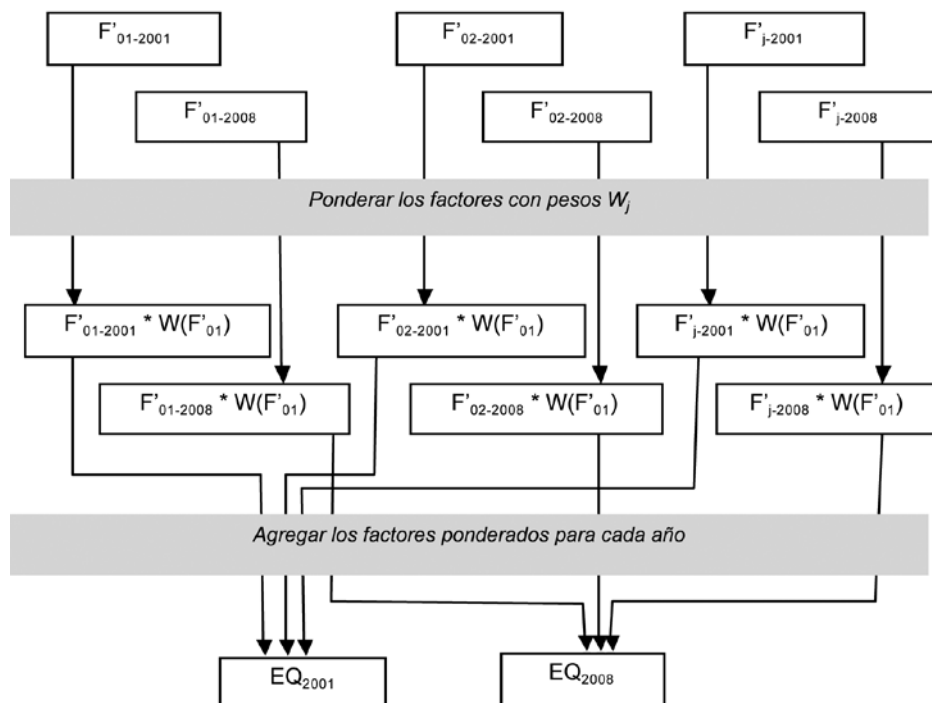 F'01-2001
F'02-2001
F'j-2001
F'01-2008
F'02-2008
F'j-2008
Ponderar los factores con pesos Wj
F'01-2001 * W(F'01)
F'02-2001 * W(F'01)
F'j-2001 * W(F'01)
F'01-2008 * W(F'01)
F'02-2008 * W(F'01)
F'j-2008 * W(F'01)
Agregar los factores ponderados para cada año
EQ2001
EQ2008